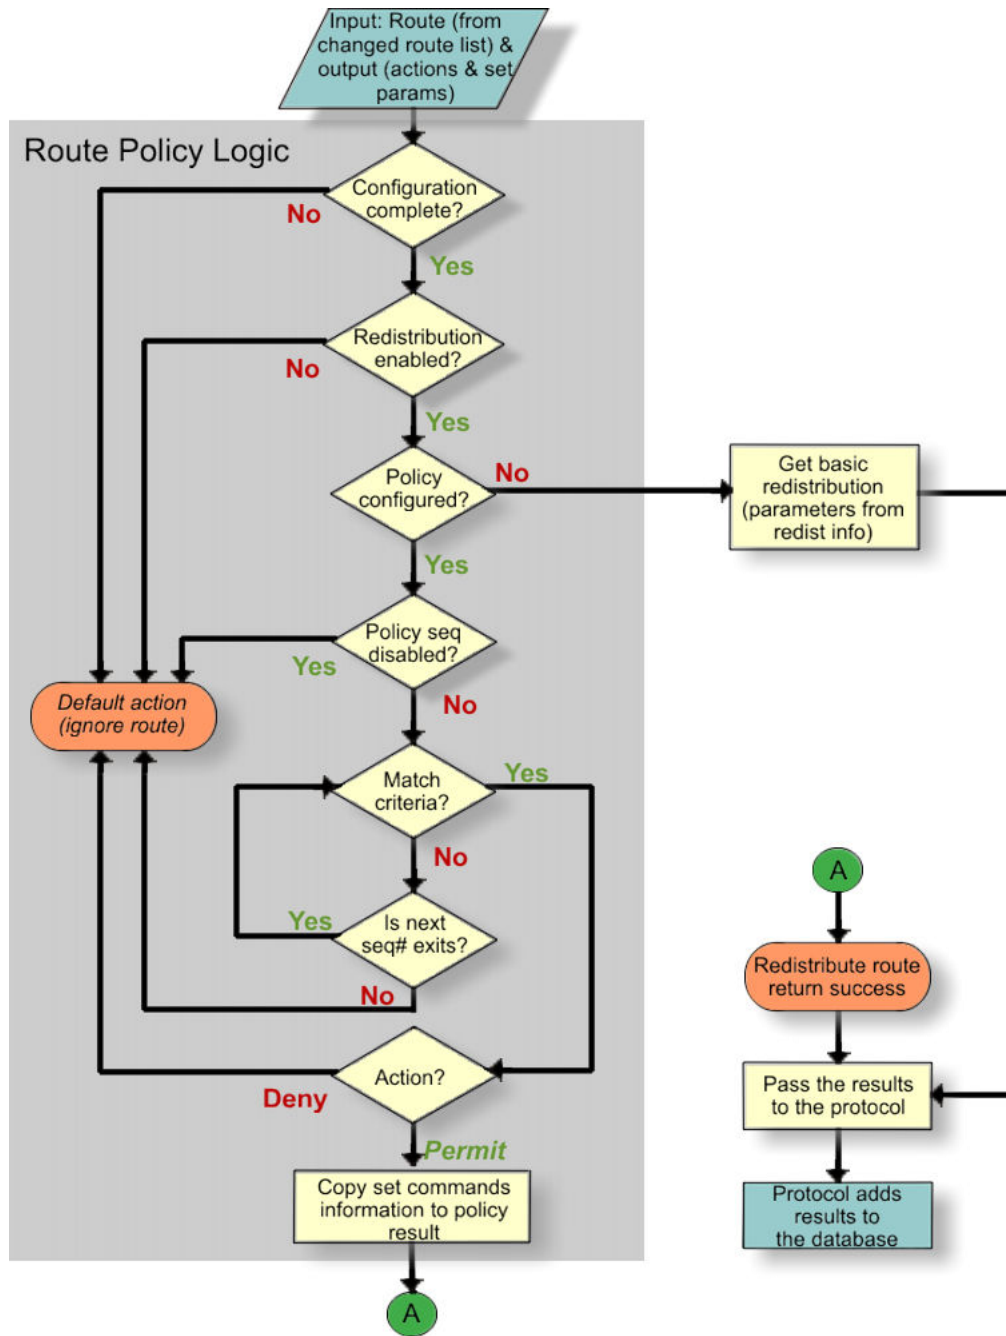 Input: Route (from
changed route list) &
output (actions & set
params)
Route Policy Logic
Configuration
complete?
No
Yes
Redistribution
enabled?
No
Yes
Policy
configured?
No
Get basic
redistribution
(parameters from
redist info)
Yes
Policy seq
disabled?
Yes
No
Default action
(ignore route)
Match
criteria?
Yes
No
Is next
seq# exits?
Yes
No
Action?
Deny
Permit
Copy set commands
information to policy
result
A
A
Redistribute route
return success
Pass the results
to the protocol
Protocol adds
results to
the database